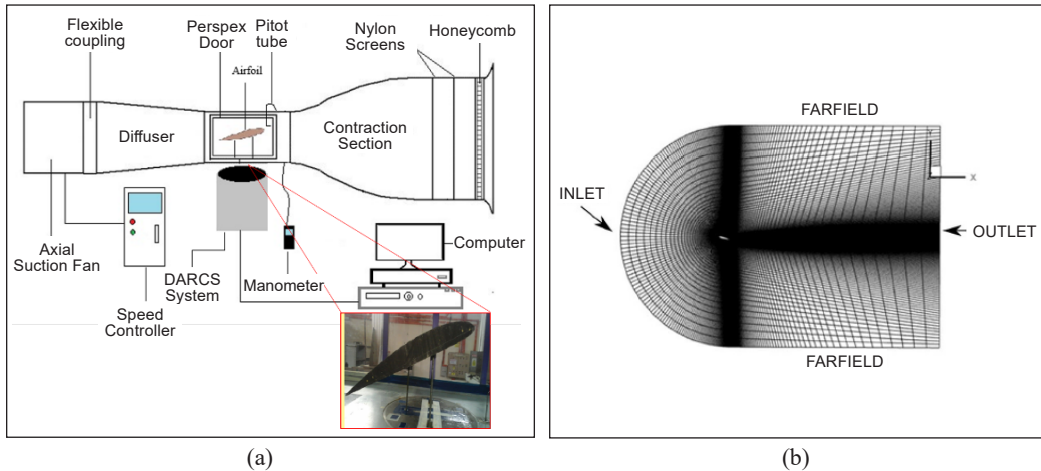 Flexible
coupling
Perspex
Door
Pitot
tube
Nylon
Screens
Honeycomb
Airfoil
Diffuser
Contraction
Section
Axial
Suction Fan
Speed
Controller
DARCS
System
Manometer
Computer
(a)
FARFIELD
Y
X
INLET
OUTLET
FARFIELD
(b)